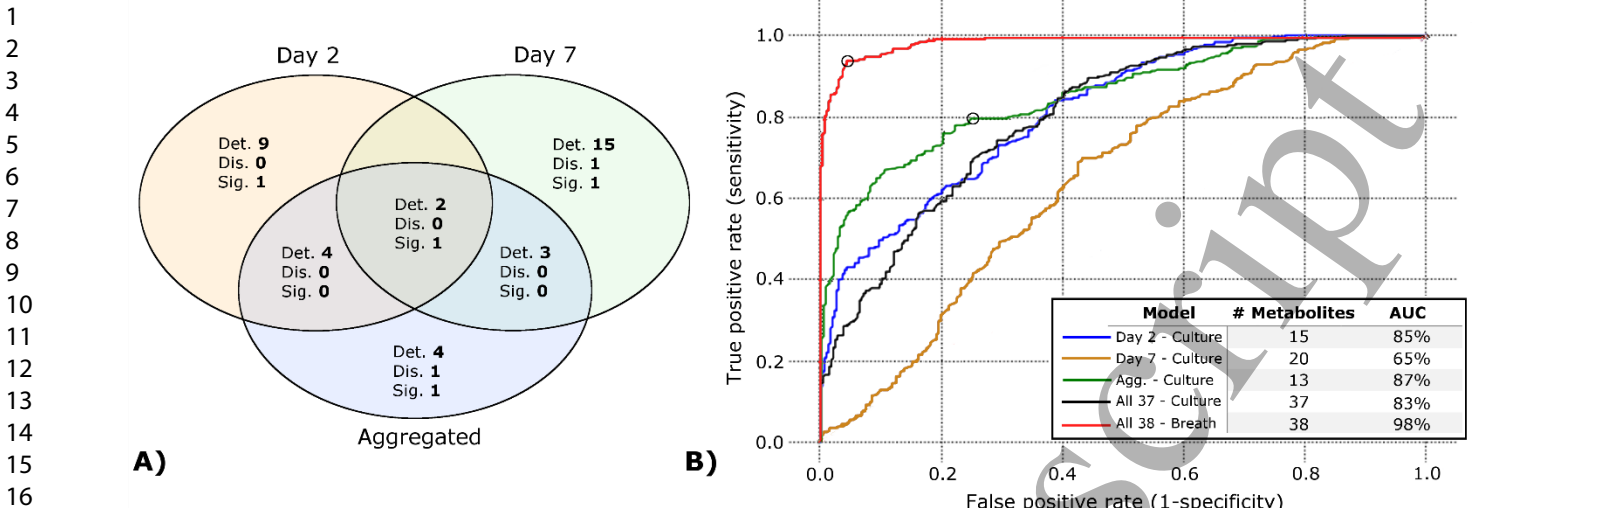 1
2
3
4
5
6
7
8
9
10
11
12
13
14
15
16
Day 2
Day 7
Det. 9
Dis. 0
Sig. 1
Det. 15
Dis. 1
Sig. 1
Det. 2
Dis. 0
Sig. 1
Det. 4
Dis. 0
Sig. 0
Det. 3
Dis. 0
Sig. 0
Det. 4
Dis. 1
Sig. 1
Aggregated
A)
B)
True positive rate (sensitivity)
1.0
0.8
0.6
0.4
0.2
0.0
Model # Metabolites AUC
Day 2 - Culture 15 85%
Day 7 - Culture 20 65%
Agg. - Culture 13 87%
All 37 - Culture 37 83%
All 38 - Breath 38 98%
0.0 0.2 0.4 0.6 0.8 1.0
False positive rate (1-specificity)
script